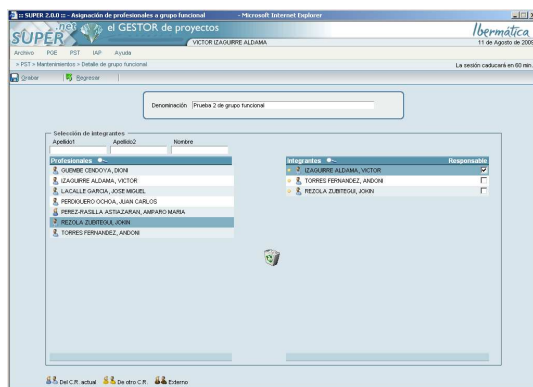 :: SUPER 2.0.0 :: - Asignación de profesionales a grupo funcional - Microsoft Internet Explorer
SUPER .net el GESTOR de proyectos
Ibermática
VICTOR IZAGUIRRE ALDAMA
11 de Agosto de 2009
Archivo PGE PST IAP Ayuda
> PST > Mantenimientos > Detalle de grupo funcional
La sesión caducará en 60 min.
Grabar Regresar
Denominación Prueba 2 de grupo funcional
Selección de integrantes
Apellido1 Apellido2 Nombre
Profesionales
GUEMBE CENDOYA, DIONI
IZAGUIRRE ALDAMA, VICTOR
LACALLE GARCIA, JOSE MIGUEL
PERDIGUERO OCHOA, JUAN CARLOS
PEREZ-RASILLA ASTIAZARAN, AMPARO MARIA
REZOLA ZUBITEGUI, JOKIN
TORRES FERNANDEZ, ANDONI
Integrantes Responsable
IZAGUIRRE ALDAMA, VICTOR
TORRES FERNANDEZ, ANDONI
REZOLA ZUBITEGUI, JOKIN
Del C.R. actual De otro C.R. Externo